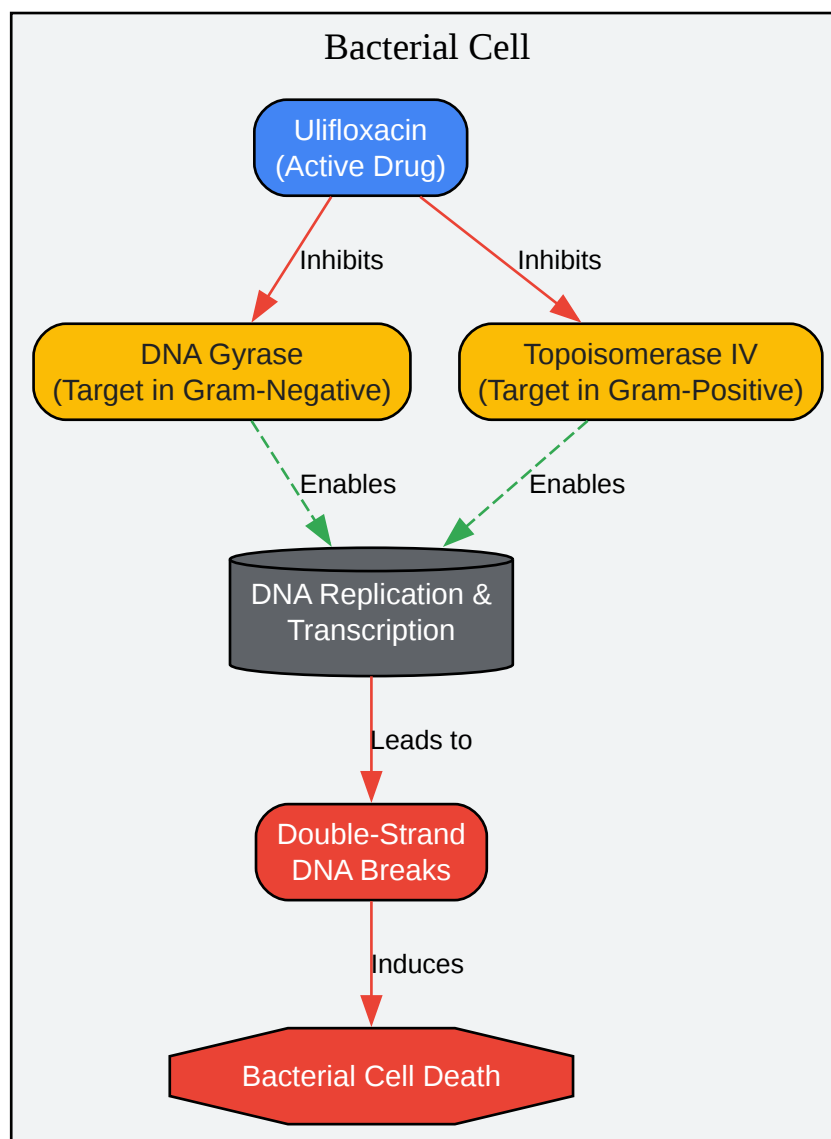 Bacterial Cell
Ulifloxacin
(Active Drug)
Inhibits
Inhibits
DNA Gyrase
(Target in Gram-Negative)
Topoisomerase IV
(Target in Gram-Positive)
Enables
Enables
DNA Replication &
Transcription
Leads to
Double-Strand
DNA Breaks
Induces
Bacterial Cell Death